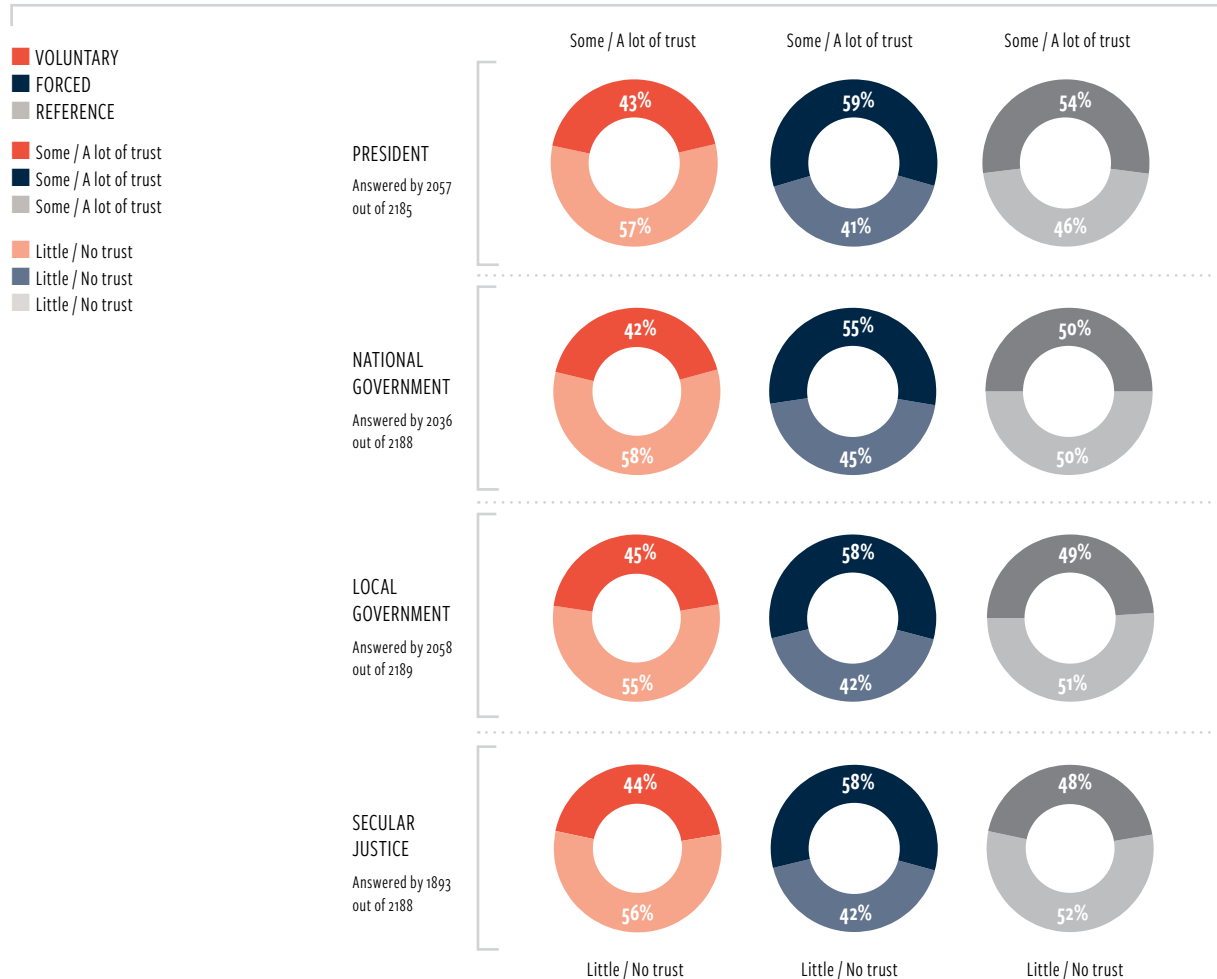 VOLUNTARY
FORCED
REFERENCE
Some / A lot of trust
Some / A lot of trust
Some / A lot of trust
Little / No trust
Little / No trust
Little / No trust
Some / A lot of trust
Some / A lot of trust
Some / A lot of trust
PRESIDENT
Answered by 2057
out of 2185
43%
57%
59%
41%
54%
46%
NATIONAL
GOVERNMENT
Answered by 2036
out of 2188
42%
58%
55%
45%
50%
50%
LOCAL
GOVERNMENT
Answered by 2058
out of 2189
45%
55%
58%
42%
49%
51%
SECULAR
JUSTICE
Answered by 1893
out of 2188
44%
56%
58%
42%
48%
52%
Little / No trust
Little / No trust
Little / No trust